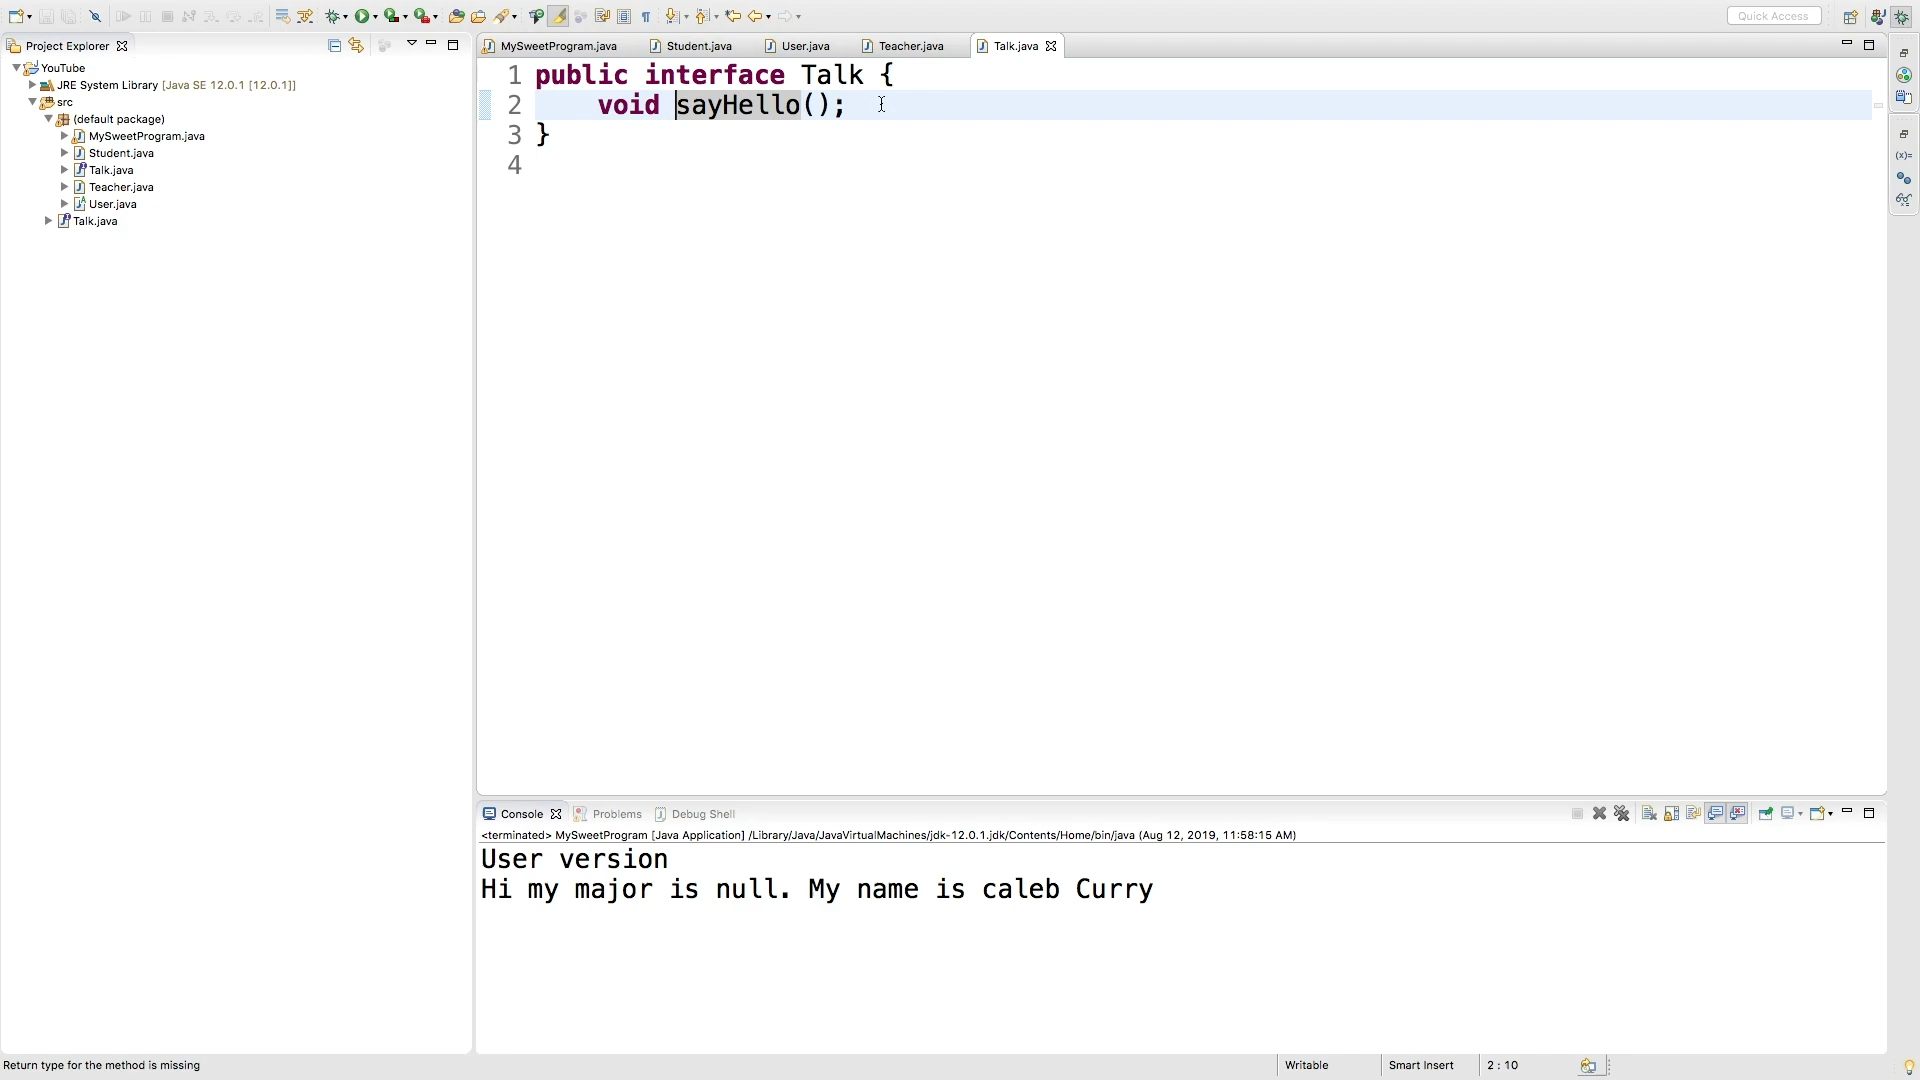 Quick Access
Project Explorer
YouTube
JRE System Library [Java SE 12.0.1 [12.0.1]]
src
(default package)
MySweetProgram.java
Student.java
Talk.java
Teacher.java
User.java
Talk.java
MySweetProgram.java Student.java User.java Teacher.java Talk.java
1 public interface Talk {
2 void sayHello();
3 }
4
Console Problems Debug Shell
<terminated> MySweetProgram [Java Application] /Library/Java/JavaVirtualMachines/jdk-12.0.1.jdk/Contents/Home/bin/java (Aug 12, 2019, 11:58:15 AM)
User version
Hi my major is null. My name is caleb Curry
Return type for the method is missing Writable Smart Insert 2 : 10